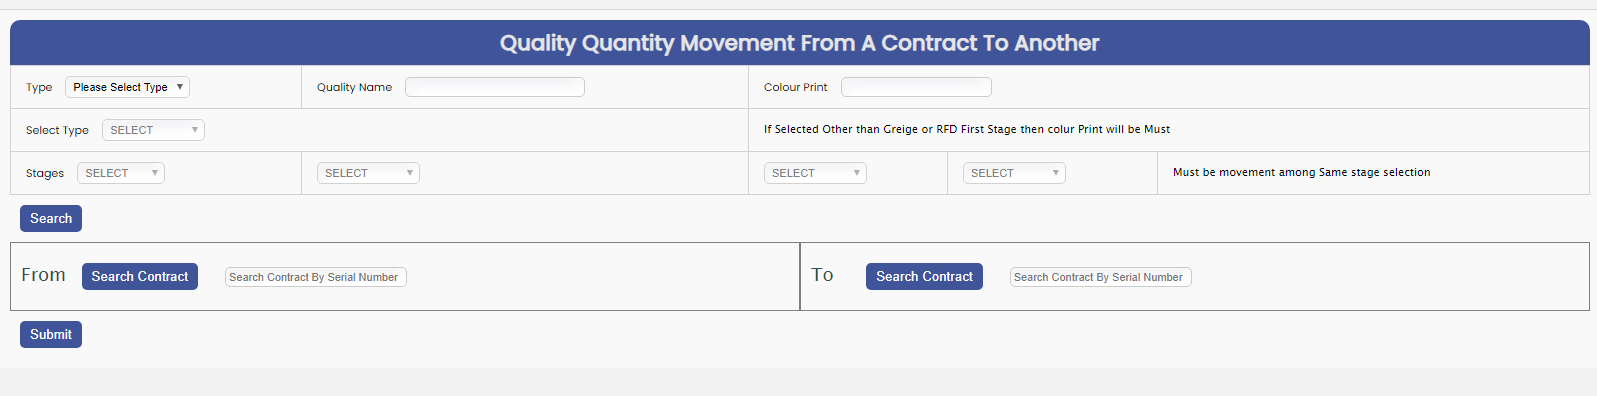 Quality Quantity Movement From A Contract To Another
Type Please Select Type Quality Name Colour Print
Select Type SELECT If Selected Other than Greige or RFD First Stage then colur Print will be Must
Stages SELECT SELECT SELECT SELECT Must be movement among Same stage selection
Search
From Search Contract Search Contract By Serial Number To Search Contract Search Contract By Serial Number
Submit